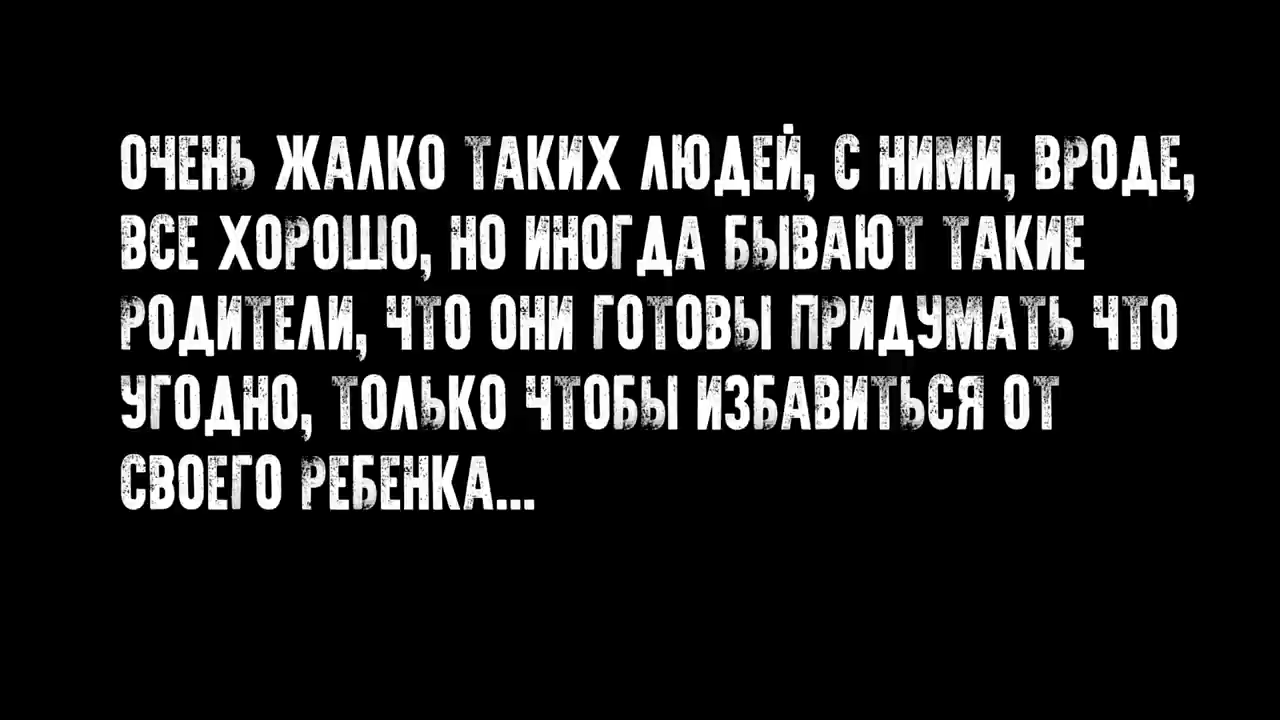 ОЧЕНЬ ЖАЛКО ТАКИХ ЛЮДЕЙ, С НИМИ, ВРОДЕ,
ВСЕ ХОРОШО, НО ИНОГДА БЫВАЮТ ТАКИЕ
РОДИТЕЛИ, ЧТО ОНИ ГОТОВЫ ПРИДУМАТЬ ЧТО
УГОДНО, ТОЛЬКО ЧТОБЫ ИЗБАВИТЬСЯ ОТ
СВОЕГО РЕБЕНКА...